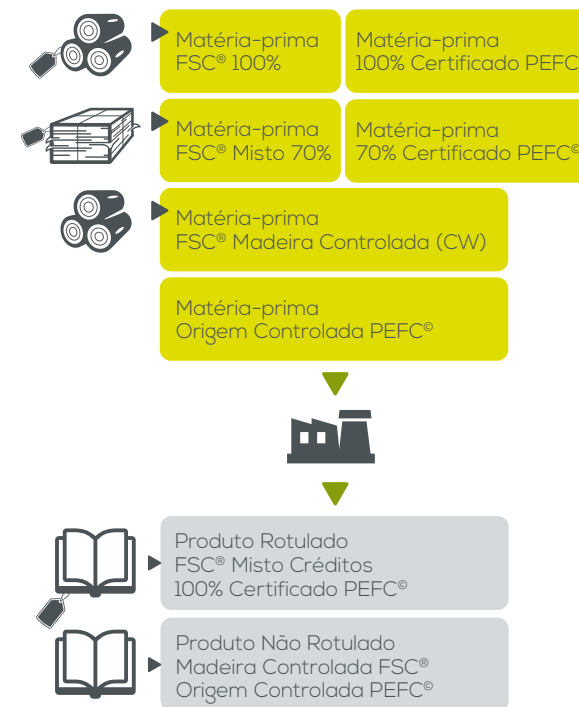 Matéria-prima
FSC® 100%
Matéria-prima
100% Certificado PEFC
Matéria-prima
FSC® Misto 70%
Matéria-prima
70% Certificado PEFC©
Matéria-prima
FSC® Madeira Controlada (CW)
Matéria-prima
Origem Controlada PEFC©
Produto Rotulado
FSC® Misto Créditos
100% Certificado PEFC©
Produto Não Rotulado
Madeira Controlada FSC®
Origem Controlada PEFC©